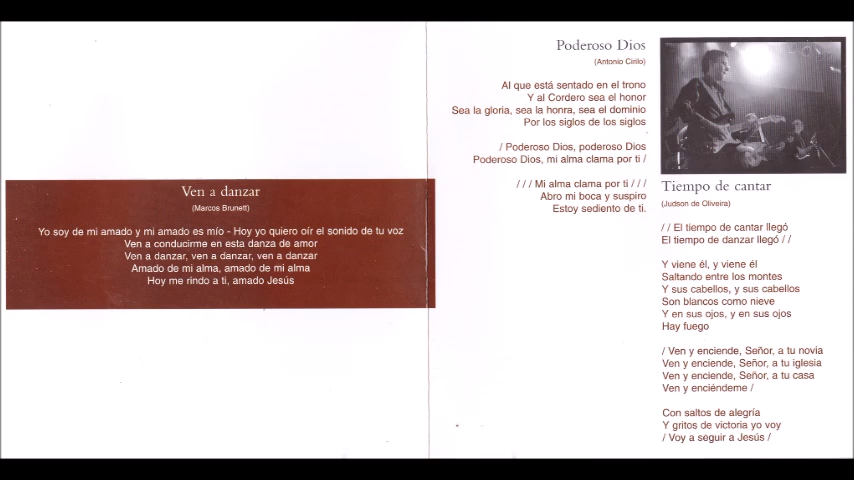 Ven a danzar
(Marcos Brunett)
Yo soy de mi amado y mi amado es mío - Hoy yo quiero oír el sonido de tu voz
Ven a conducirme en esta danza de amor
Ven a danzar, ven a danzar, ven a danzar
Amado de mi alma, amado de mi alma
Hoy me rindo a ti, amado Jesús
Poderoso Dios
(Antonio Cirilo)
Al que está sentado en el trono
Y al Cordero sea el honor
Sea la gloria, sea la honra, sea el dominio
Por los siglos de los siglos
/ Poderoso Dios, poderoso Dios
Poderoso Dios, mi alma clama por ti /
/ / / Mi alma clama por ti / / /
Abro mi boca y suspiro
Estoy sediento de ti.
Tiempo de cantar
(Judson de Oliveira)
/ / El tiempo de cantar llegó
El tiempo de danzar llegó / /
Y viene él, y viene él
Saltando entre los montes
Y sus cabellos, y sus cabellos
Son blancos como nieve
Y en sus ojos, y en sus ojos
Hay fuego
/ Ven y enciende, Señor, a tu novia
Ven y enciende, Señor, a tu iglesia
Ven y enciende, Señor, a tu casa
Ven y enciéndeme /
Con saltos de alegría
Y gritos de victoria yo voy
/ Voy a seguir a Jesús /